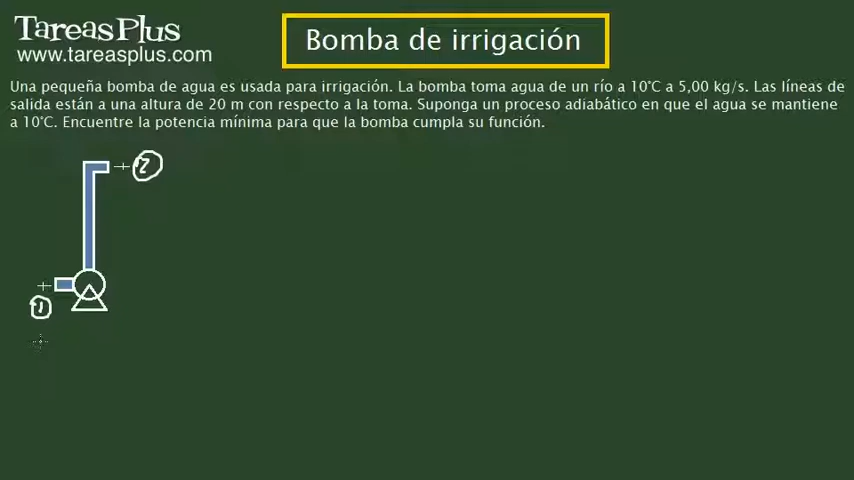 TareasPlus
www.tareasplus.com
Bomba de irrigación
Una pequeña bomba de agua es usada para irrigación. La bomba toma agua de un río a 10°C a 5,00 kg/s. Las líneas de
salida están a una altura de 20 m con respecto a la toma. Suponga un proceso adiabático en que el agua se mantiene
a 10°C. Encuentre la potencia mínima para que la bomba cumpla su función.
2
1